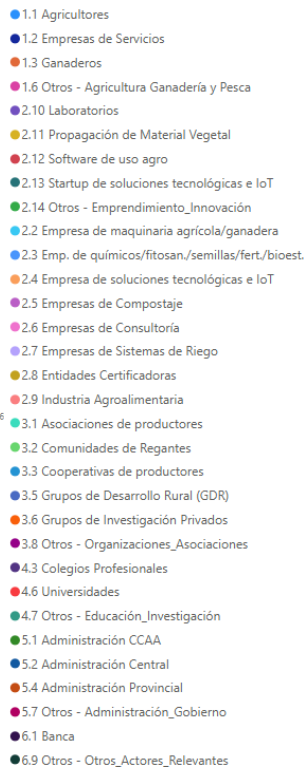 1.1 Agricultores
1.2 Empresas de Servicios
1.3 Ganaderos
1.6 Otros - Agricultura Ganadería y Pesca
2.10 Laboratorios
2.11 Propagación de Material Vegetal
2.12 Software de uso agro
2.13 Startup de soluciones tecnológicas e IoT
2.14 Otros - Emprendimiento_Innovación
2.2 Empresa de maquinaria agrícola/ganadera
2.3 Emp. de químicos/fitosan./semillas/fert./bioest.
2.4 Empresa de soluciones tecnológicas e IoT
2.5 Empresas de Compostaje
2.6 Empresas de Consultoría
2.7 Empresas de Sistemas de Riego
2.8 Entidades Certificadoras
2.9 Industria Agroalimentaria
6
3.1 Asociaciones de productores
3.2 Comunidades de Regantes
3.3 Cooperativas de productores
3.5 Grupos de Desarrollo Rural (GDR)
3.6 Grupos de Investigación Privados
3.8 Otros - Organizaciones_Asociaciones
4.3 Colegios Profesionales
4.6 Universidades
4.7 Otros - Educación_Investigación
5.1 Administración CCAA
5.2 Administración Central
5.4 Administración Provincial
5.7 Otros - Administración_Gobierno
6.1 Banca
6.9 Otros - Otros_Actores_Relevantes